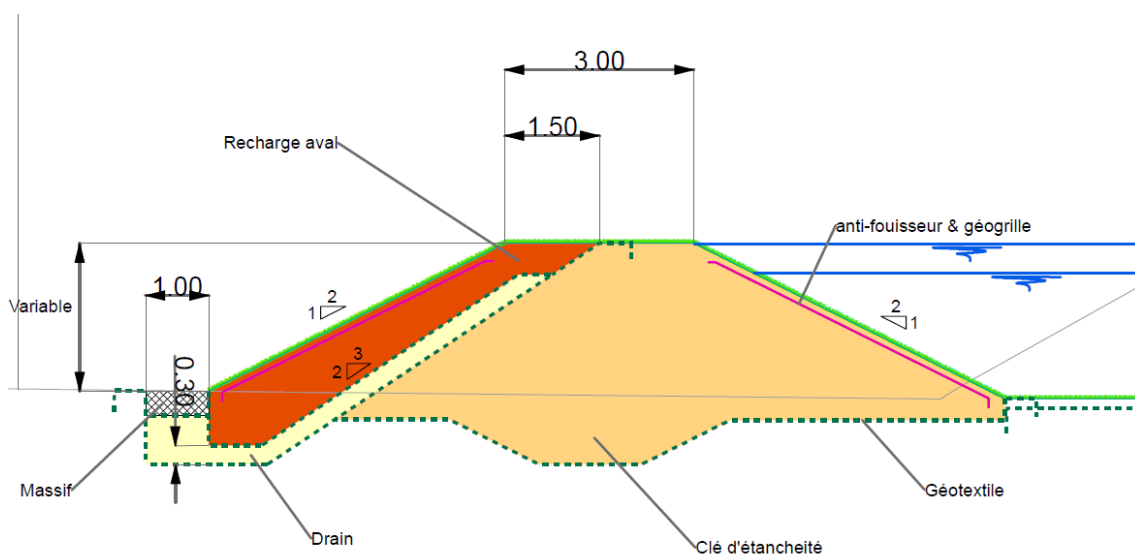 3.00
1.50
Recharge aval
anti-fouisseur & géogrille
1.00
Variable
2
1
2
1
3
2
0.30
Massif
Drain
Géotextile
Clé d'étancheité